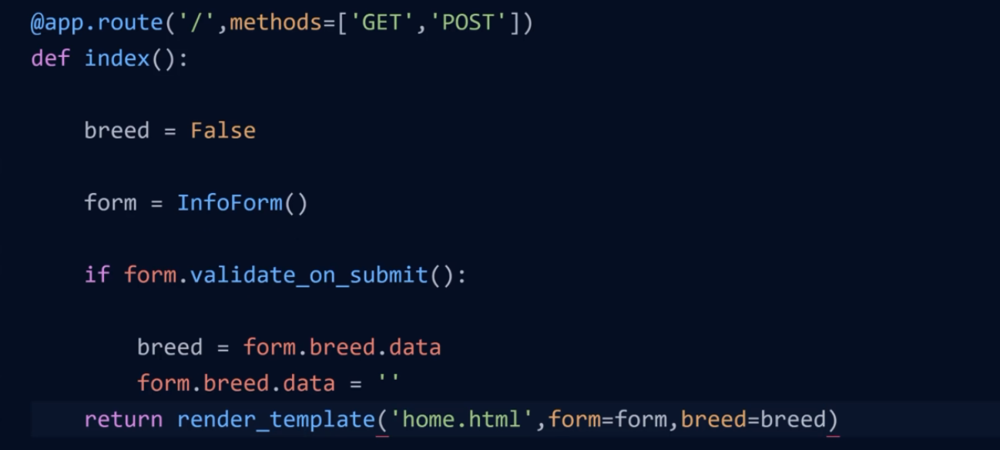 @app.route('/',methods=['GET','POST'])
def index():
    breed = False
    form = InfoForm()
    if form.validate_on_submit():
        breed = form.breed.data
        form.breed.data = ''
    return render_template('home.html',form=form,breed=breed)